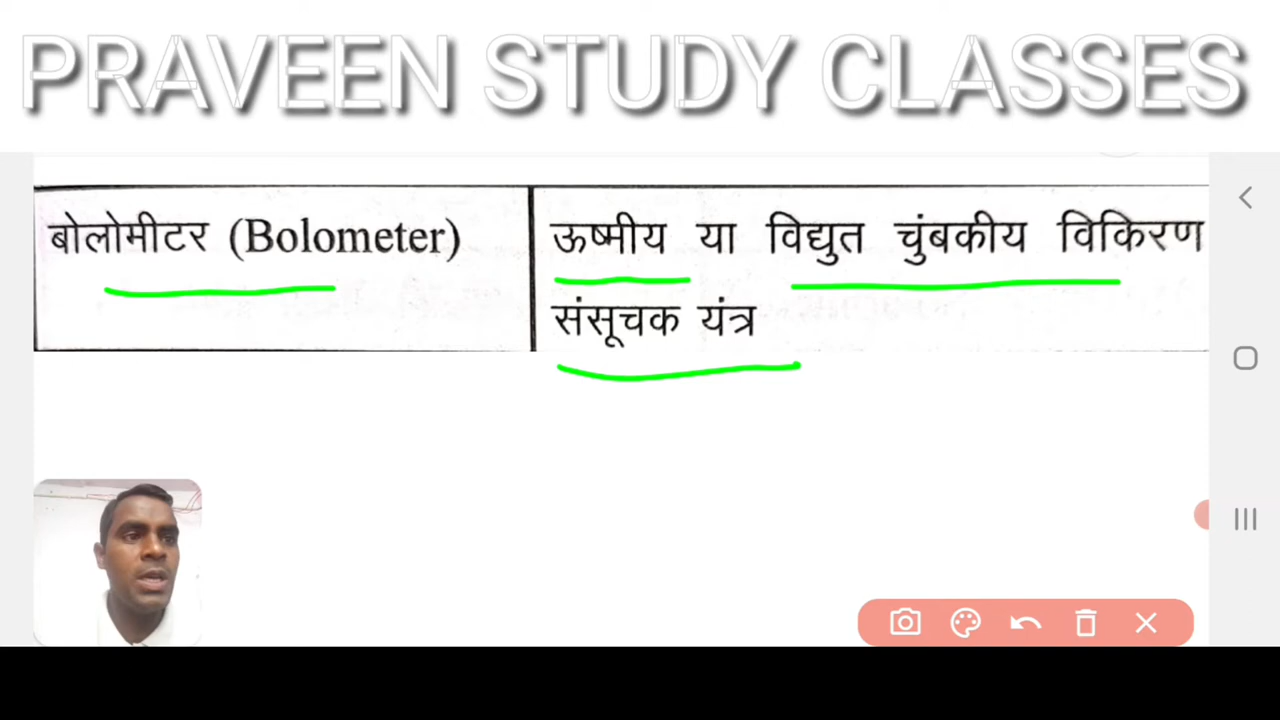 PRAVEEN STUDY CLASSES
बोलोमीटर (Bolometer)
ऊष्मीय या विद्युत चुंबकीय विकिरण
संसूचक यंत्र